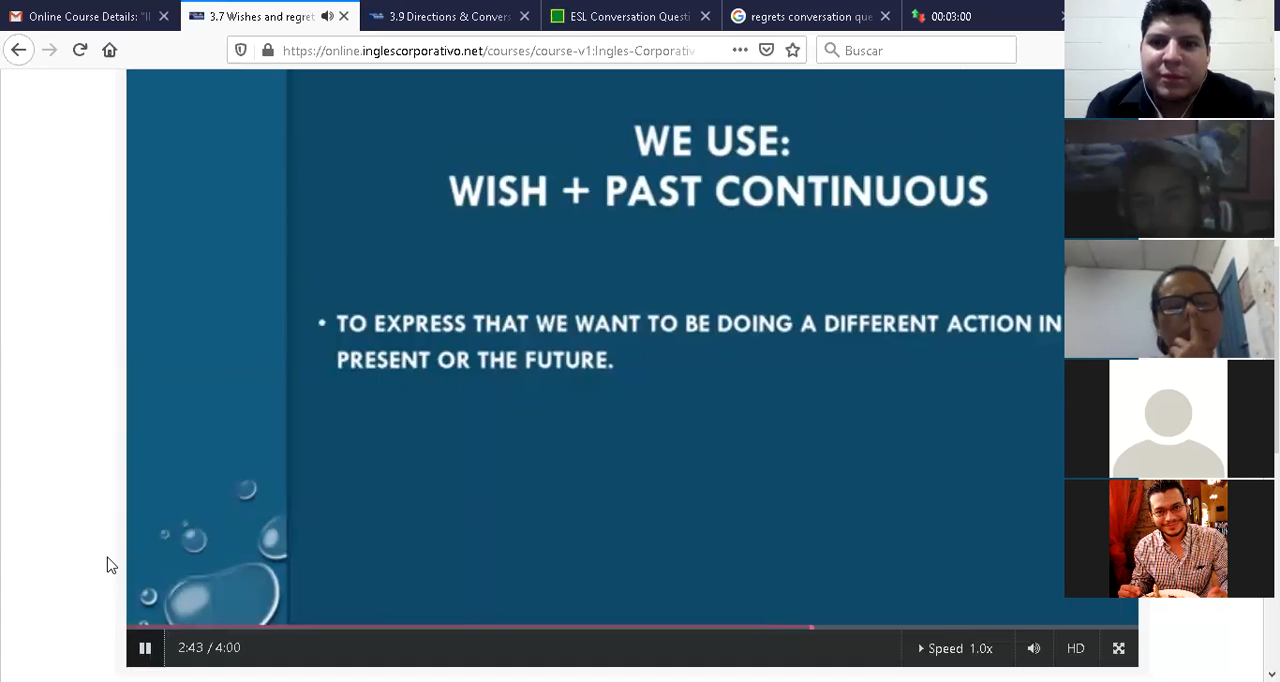 Online Course Details: "I
3.7 Wishes and regret
3.9 Directions & Convers
ESL Conversation Questi
regrets conversation que
00:03:00
https://online.inglescorporativo.net/courses/course-v1:Ingles-Corporativ
Buscar
WE USE:
WISH + PAST CONTINUOUS
• TO EXPRESS THAT WE WANT TO BE DOING A DIFFERENT ACTION IN
PRESENT OR THE FUTURE.
2:43 / 4:00
Speed 1.0x
HD